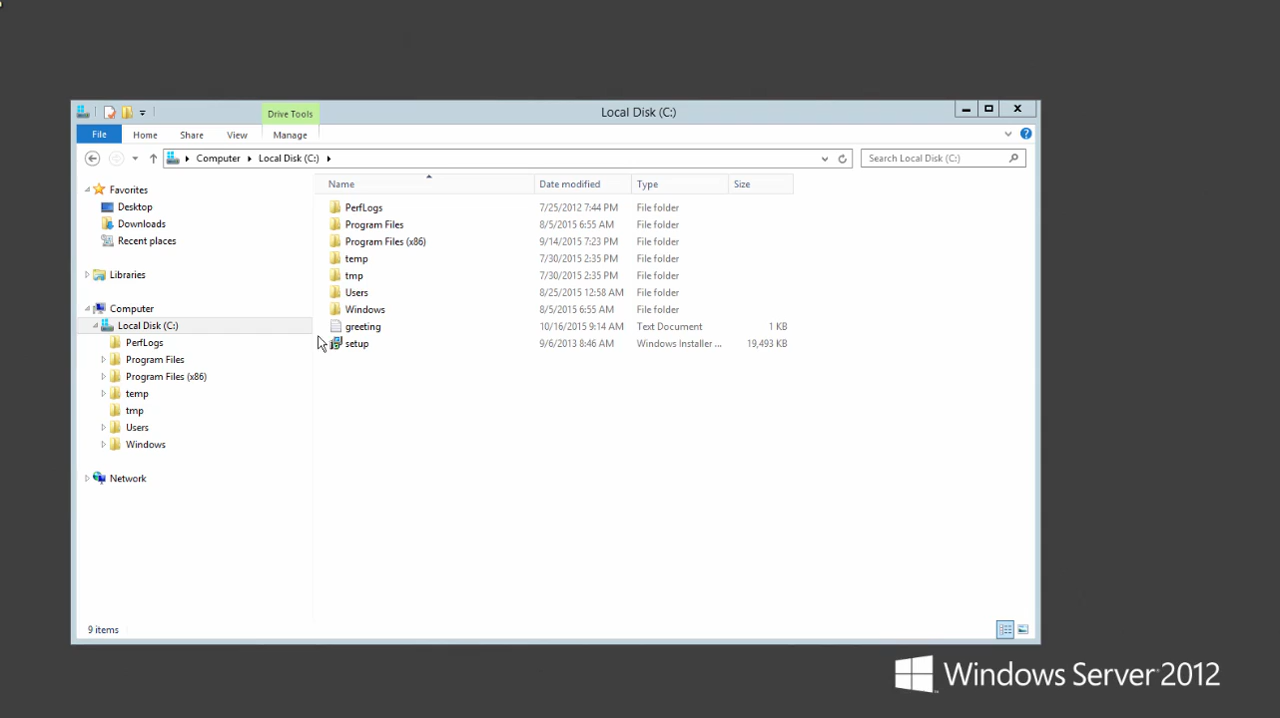 Drive Tools
Local Disk (C:)
File Home Share View Manage
Computer Local Disk (C:)
Search Local Disk (C:)
Name Date modified Type Size
Favorites
Desktop
Downloads
Recent places
Libraries
Computer
Local Disk (C:)
PerfLogs
Program Files
Program Files (x86)
temp
tmp
Users
Windows
Network
PerfLogs 7/25/2012 7:44 PM File folder
Program Files 8/5/2015 6:55 AM File folder
Program Files (x86) 9/14/2015 7:23 PM File folder
temp 7/30/2015 2:35 PM File folder
tmp 7/30/2015 2:35 PM File folder
Users 8/25/2015 12:58 AM File folder
Windows 8/5/2015 6:55 AM File folder
greeting 10/16/2015 9:14 AM Text Document 1 KB
setup 9/6/2013 8:46 AM Windows Installer ... 19,493 KB
9 items
Windows Server 2012